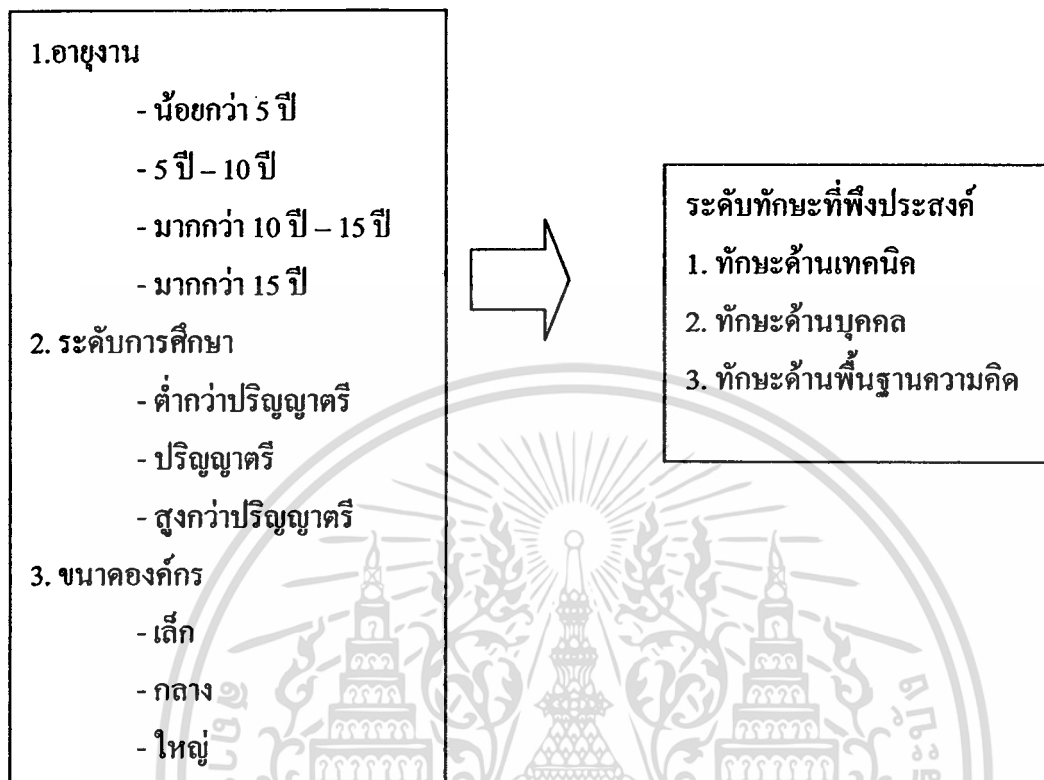 1.อายุงาน
- น้อยกว่า 5 ปี
- 5 ปี – 10 ปี
- มากกว่า 10 ปี – 15 ปี
- มากกว่า 15 ปี
2. ระดับการศึกษา
- ต่ำกว่าปริญญาตรี
- ปริญญาตรี
- สูงกว่าปริญญาตรี
3. ขนาดองค์กร
- เล็ก
- กลาง
- ใหญ่
ระดับทักษะที่พึงประสงค์
1. ทักษะด้านเทคนิค
2. ทักษะด้านบุคคล
3. ทักษะด้านพื้นฐานความคิด